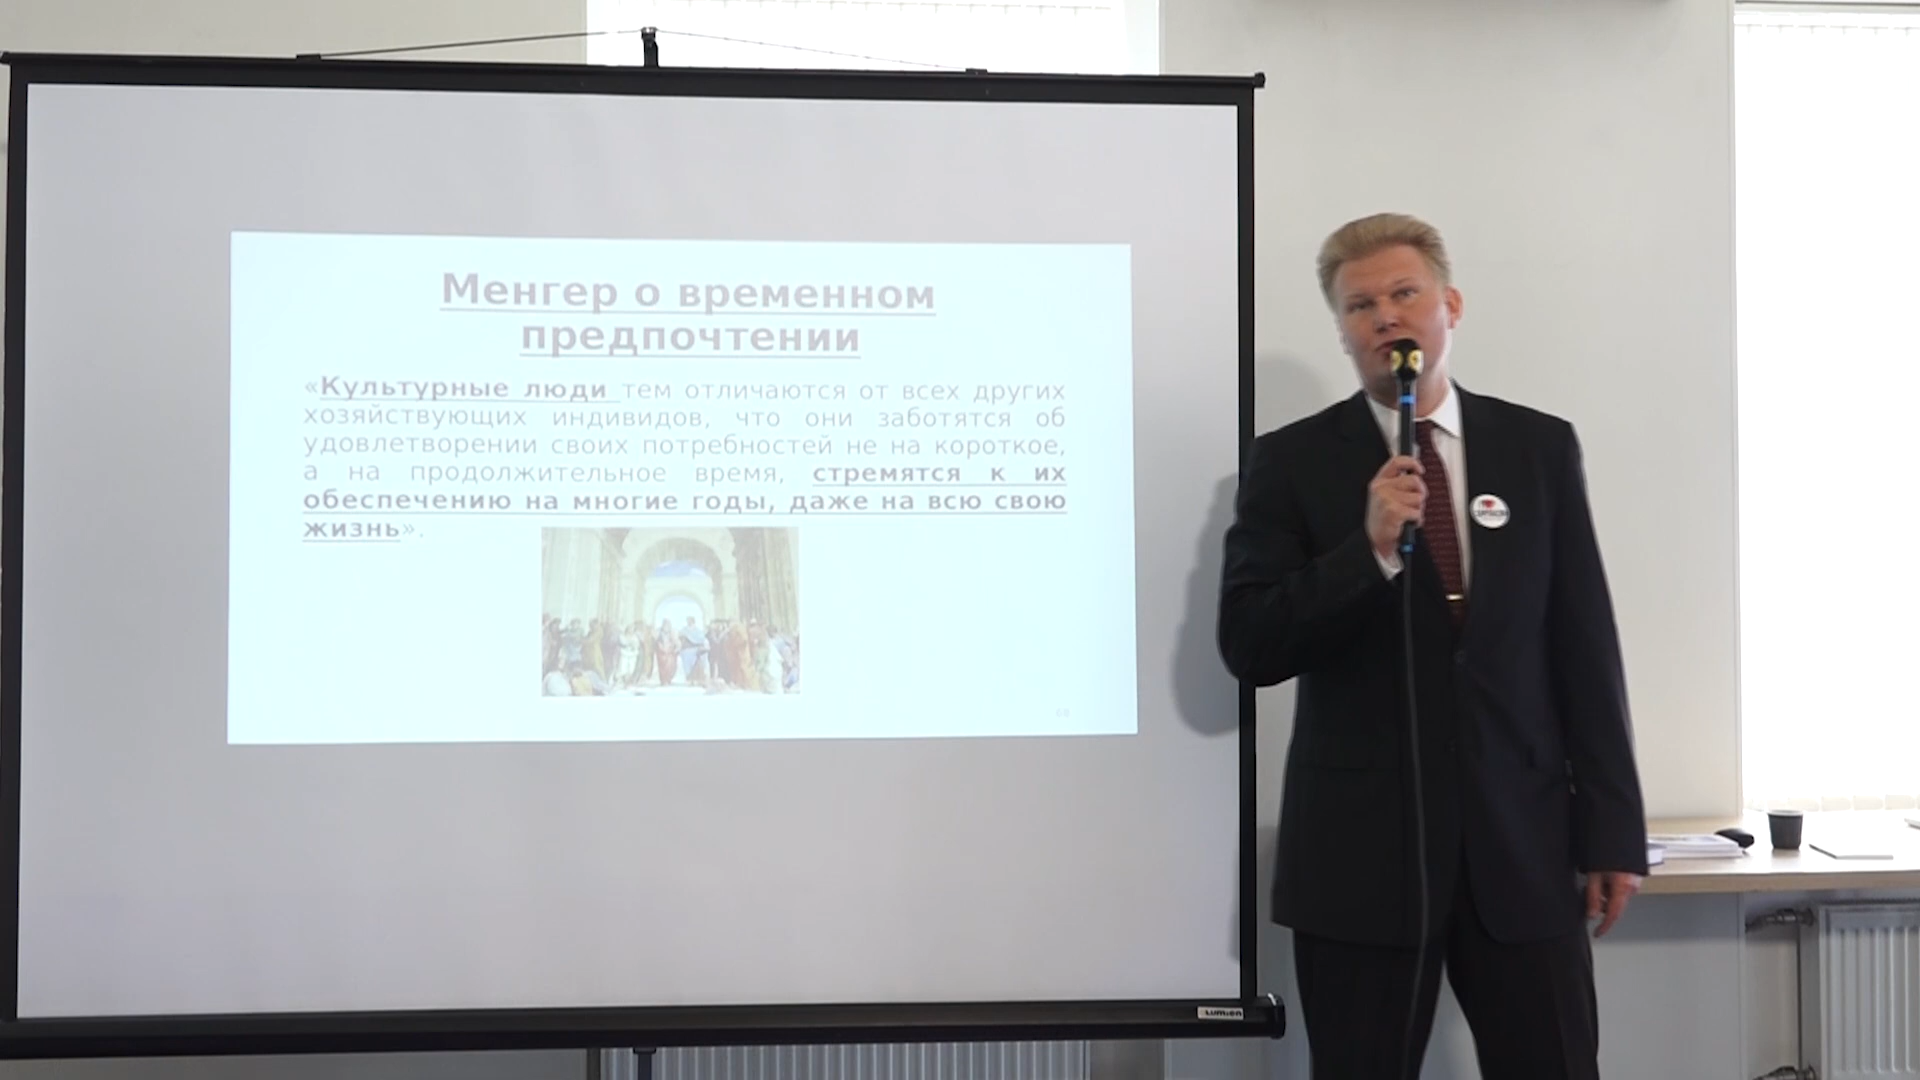 Менгер о временном
предпочтении
«Культурные люди тем отличаются от всех других
хозяйствующих индивидов, что они заботятся об
удовлетворении своих потребностей не на короткое,
а на продолжительное время, стремятся к их
обеспечению на многие годы, даже на всю свою
жизнь».
LUMIEN